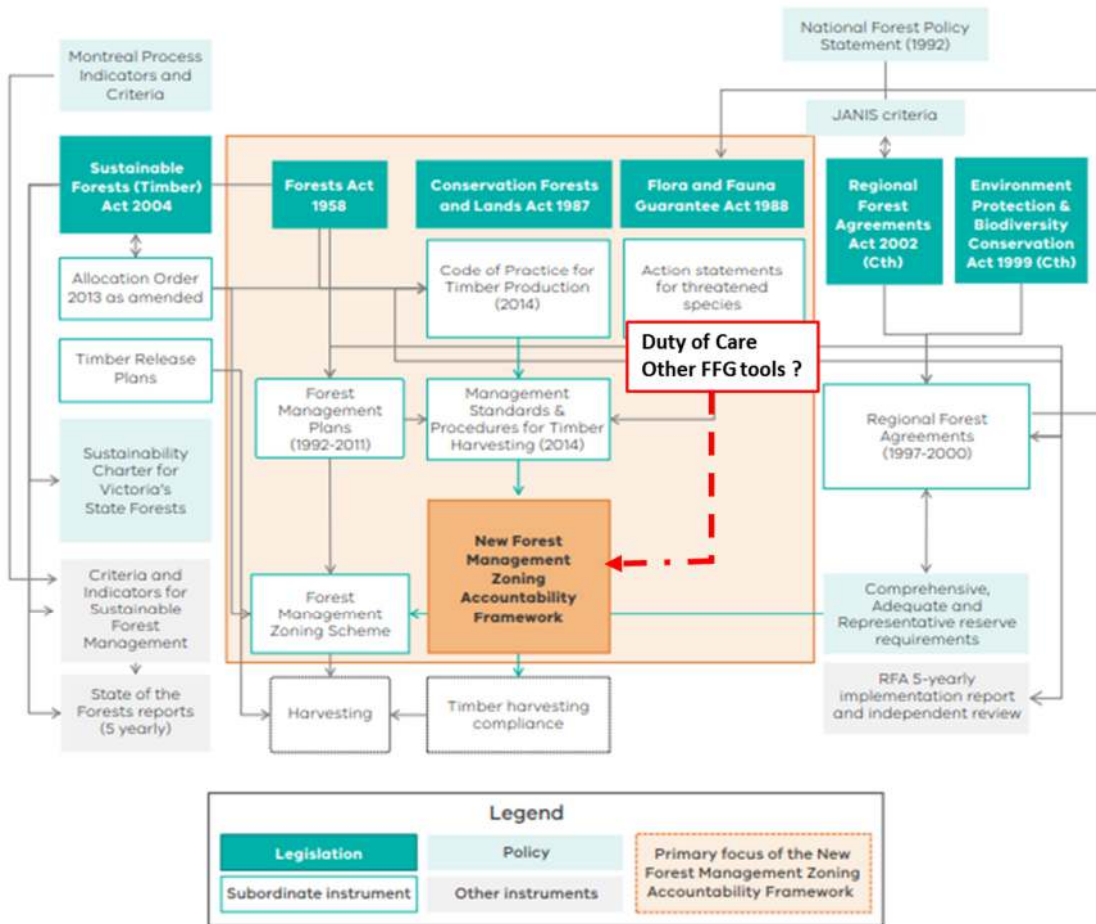 Montreal Process
Indicators and
Criteria
National Forest Policy
Statement (1992)
JANIS criteria
Sustainable
Forests (Timber)
Act 2004
Forests Act
1958
Conservation Forests
and Lands Act 1987
Flora and Fauna
Guarantee Act 1988
Regional
Forest
Agreements
Act 2002
(Cth)
Environment
Protection &
Biodiversity
Conservation
Act 1999 (Cth)
Allocation Order
2013 as amended
Code of Practice for
Timber Production
(2014)
Action statements
for threatened
species
Duty of Care
Other FFG tools ?
Timber Release
Plans
Forest
Management
Plans
(1992-2011)
Management
Standards &
Procedures for Timber
Harvesting (2014)
Regional Forest
Agreements
(1997-2000)
Sustainability
Charter for
Victoria's
State Forests
New Forest
Management
Zoning
Accountability
Framework
Criteria and
Indicators for
Sustainable
Forest
Management
Forest
Management
Zoning Scheme
Comprehensive,
Adequate and
Representative reserve
requirements
State of the
Forests reports
(5 yearly)
Harvesting
Timber harvesting
compliance
RFA 5-yearly
implementation report
and independent review
Legend
Legislation
Policy
Primary focus of the New
Forest Management Zoning
Accountability Framework
Subordinate instrument
Other instruments